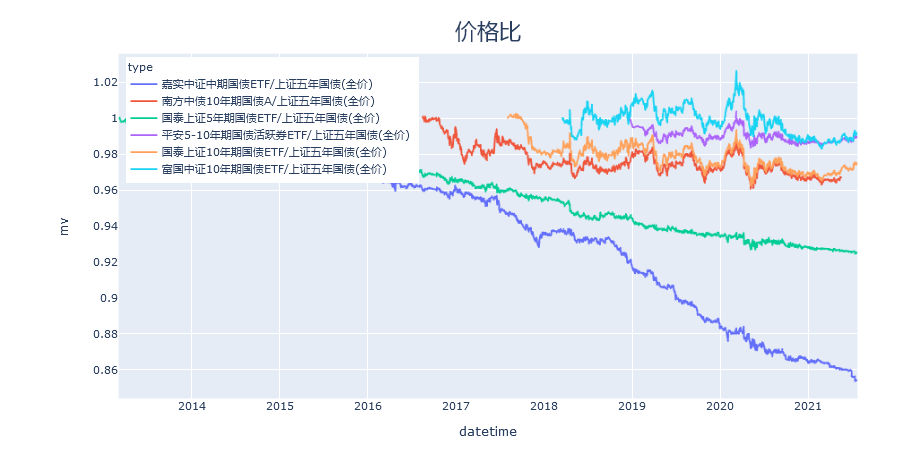 价格比
type
嘉实中证中期国债ETF/上证五年国债(全价)
南方中债10年期国债A/上证五年国债(全价)
国泰上证5年期国债ETF/上证五年国债(全价)
平安5-10年期国债活跃券ETF/上证五年国债(全价)
国泰上证10年期国债ETF/上证五年国债(全价)
富国中证10年期国债ETF/上证五年国债(全价)
mv
1.02
1
0.98
0.96
0.94
0.92
0.9
0.88
0.86
2014 2015 2016 2017 2018 2019 2020 2021
datetime